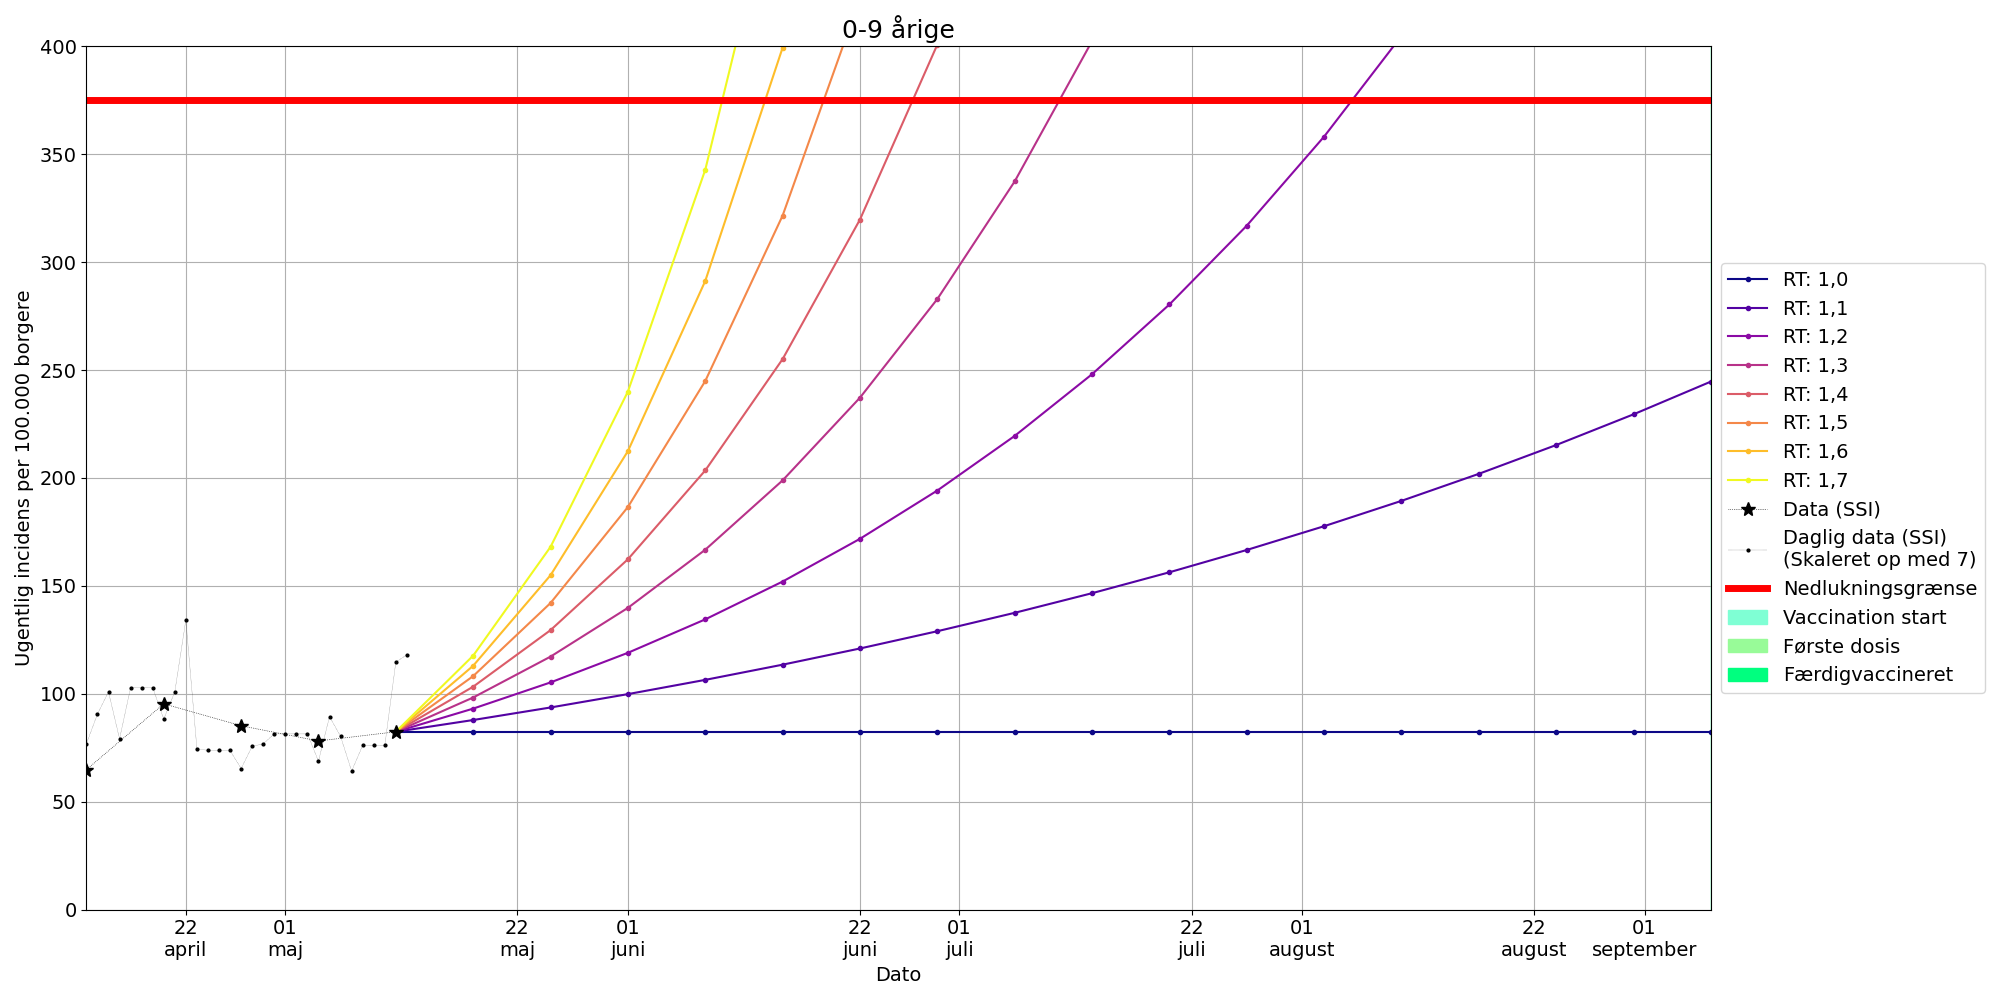 0-9 årige
Ugentlig incidens per 100.000 borgere
400
350
300
250
200
150
100
50
0
22
april
01
maj
22
maj
01
juni
22
juni
01
juli
22
juli
01
august
22
august
01
september
Dato
RT: 1,0
RT: 1,1
RT: 1,2
RT: 1,3
RT: 1,4
RT: 1,5
RT: 1,6
RT: 1,7
Data (SSI)
Daglig data (SSI)
(Skaleret op med 7)
Nedlukningsgrænse
Vaccination start
Første dosis
Færdigvaccineret